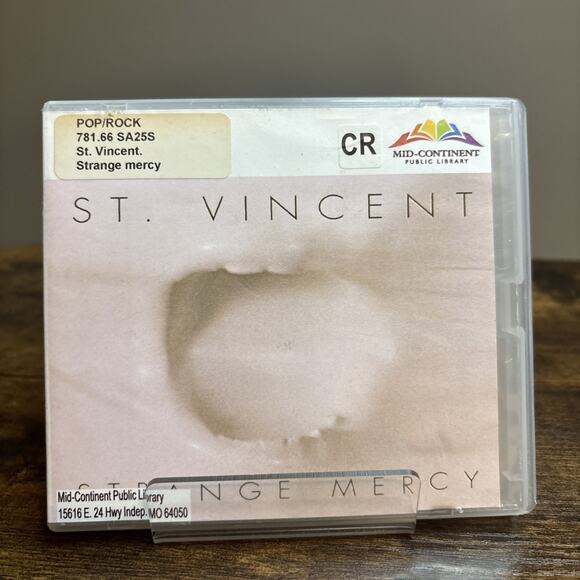 POP/ROCK
781.66 SA25S
St. Vincent.
Strange mercy
CR
MID-CONTINENT
PUBLIC LIBRARY
ST. VINCENT
STRANGE MERCY
Mid-Continent Public Library
15616 E. 24 Hwy Indep. MO 64050